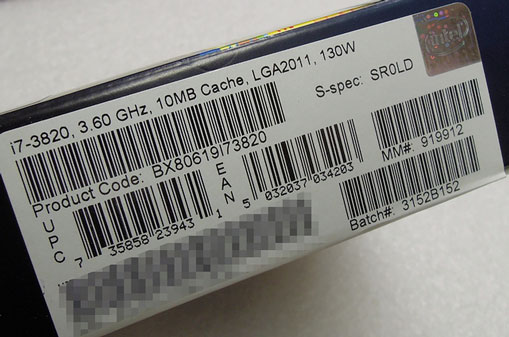 i7-3820, 3.60 GHz, 10MB Cache, LGA2011, 130W
S-spec: SR0LD
Product Code: BX80619I73820
MM#: 919912
UPC
7 35858 23943 1
EAN
5 032037 034203
Batch#: 3152B152
intel